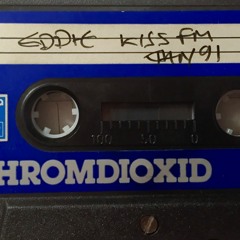 EDDIE KISS FM
JAN 91
100 50 0
HROMDIOXID